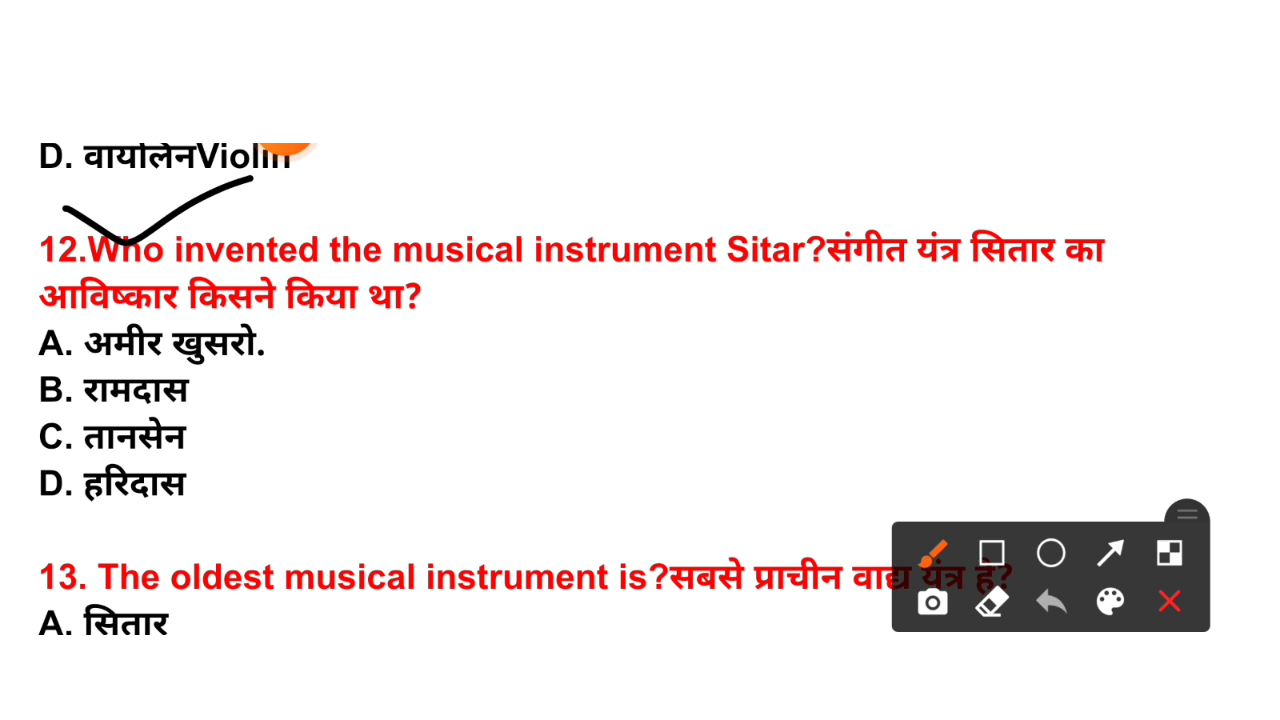 D. वायलिनViolin
12.Who invented the musical instrument Sitar?संगीत यंत्र सितार का
आविष्कार किसने किया था?
A. अमीर खुसरो.
B. रामदास
C. तानसेन
D. हरिदास
13. The oldest musical instrument is?सबसे प्राचीन वाद्य यंत्र है?
A. सितार